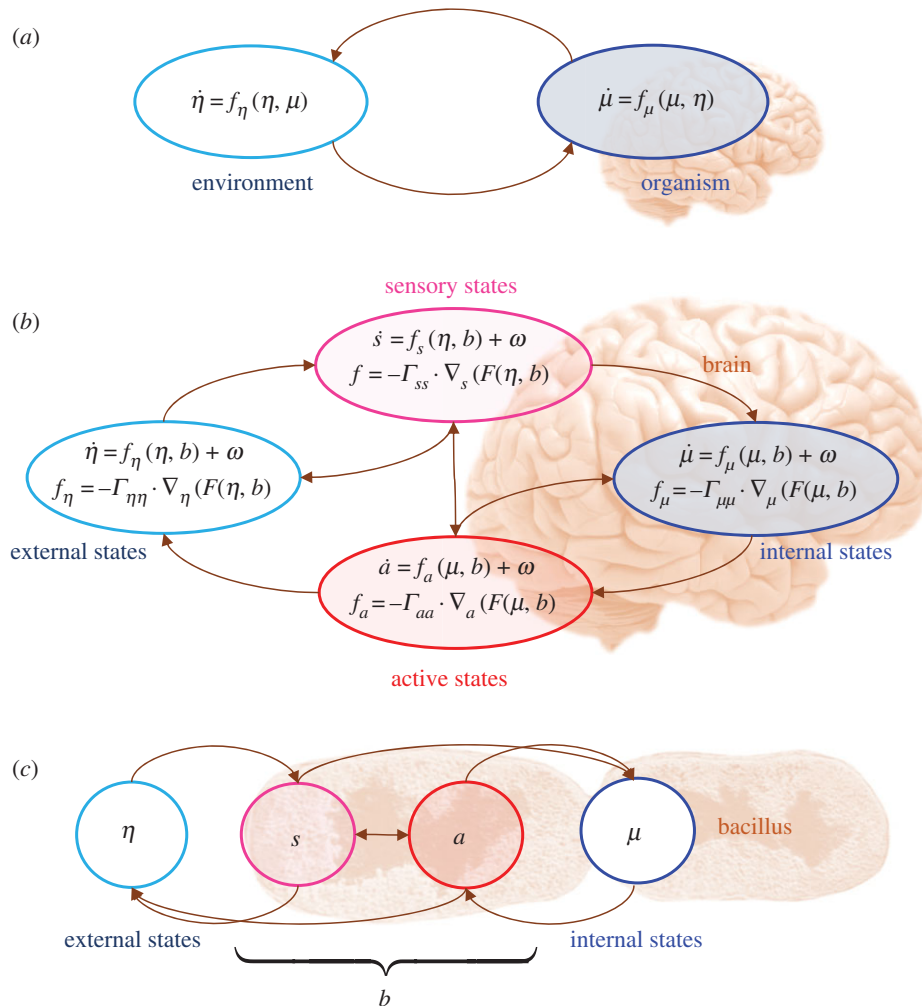 (a)
η̇ = f_η (η, μ)
μ̇ = f_μ (μ, η)
environment
organism
sensory states
(b)
ṡ = f_s (η, b) + ω
f = –Γ_ss · ∇_s (F(η, b)
brain
η̇ = f_η (η, b) + ω
f_η = –Γ_ηη · ∇_η (F(η, b)
μ̇ = f_μ (μ, b) + ω
f_μ = –Γ_μμ · ∇_μ (F(μ, b)
external states
internal states
ȧ = f_a (μ, b) + ω
f_a = –Γ_aa · ∇_a (F(μ, b)
active states
(c)
η
s
a
μ
bacillus
external states
internal states
b